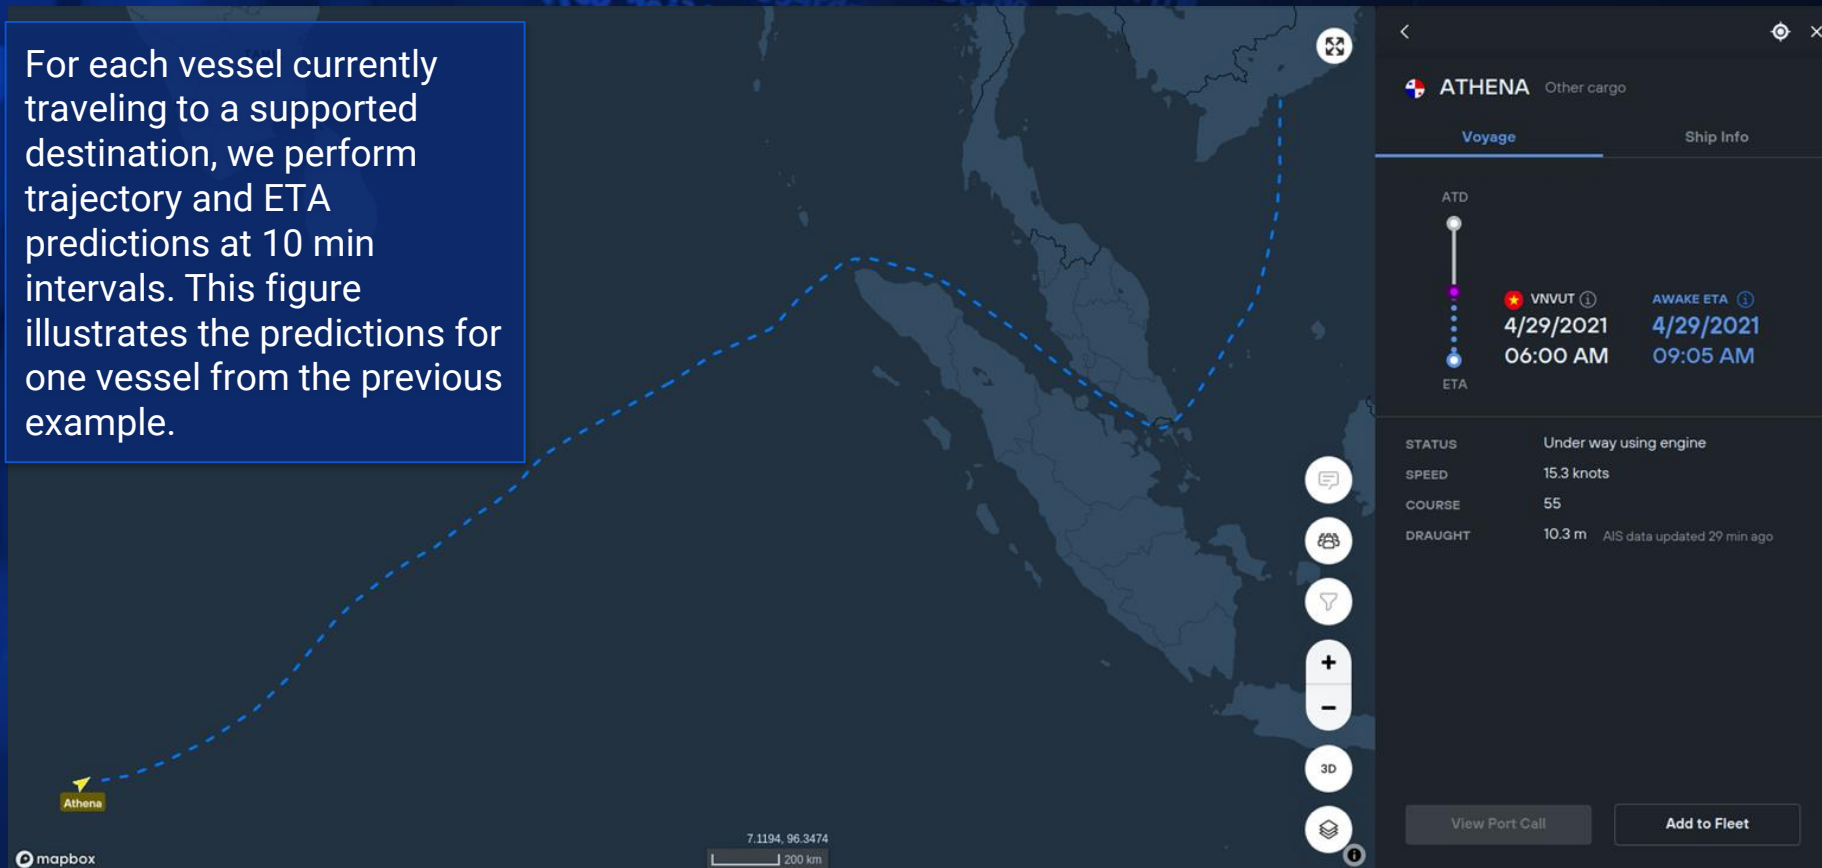 For each vessel currently
traveling to a supported
destination, we perform
trajectory and ETA
predictions at 10 min
intervals. This figure
illustrates the predictions for
one vessel from the previous
example.
Athena
mapbox
7.1194, 96.3474
200 km
3D
ATHENA Other cargo
Voyage Ship Info
ATD
VNVUT AWAKE ETA
4/29/2021 4/29/2021
06:00 AM 09:05 AM
ETA
STATUS Under way using engine
SPEED 15.3 knots
COURSE 55
DRAUGHT 10.3 m AIS data updated 29 min ago
View Port Call Add to Fleet